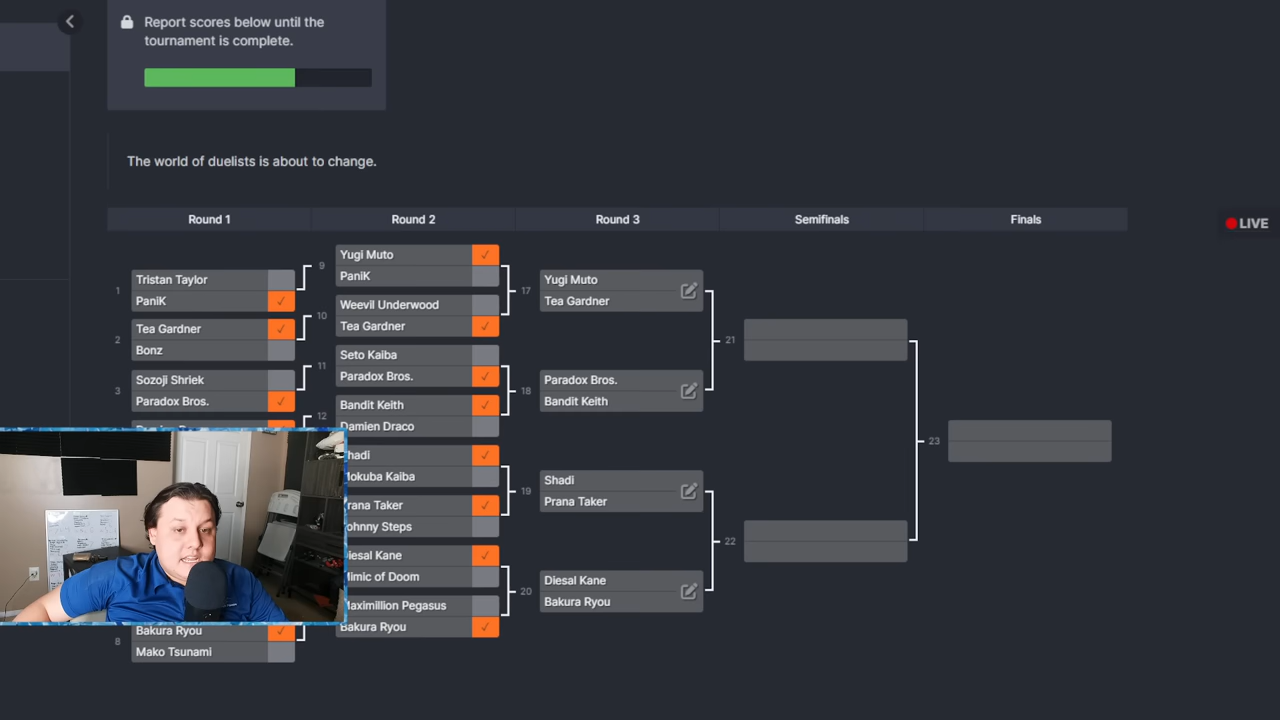 Report scores below until the
tournament is complete.
The world of duelists is about to change.
Round 1
Round 2
Round 3
Semifinals
Finals
LIVE
1
Tristan Taylor
PaniK
2
Tea Gardner
Bonz
3
Sozoji Shriek
Paradox Bros.
8
Bakura Ryou
Mako Tsunami
9
Yugi Muto
PaniK
10
Weevil Underwood
Tea Gardner
11
Seto Kaiba
Paradox Bros.
12
Bandit Keith
Damien Draco
Shadi
Mokuba Kaiba
Prana Taker
Johnny Steps
Diesal Kane
Mimic of Doom
Maximillion Pegasus
Bakura Ryou
17
Yugi Muto
Tea Gardner
18
Paradox Bros.
Bandit Keith
19
Shadi
Prana Taker
20
Diesal Kane
Bakura Ryou
21
22
23